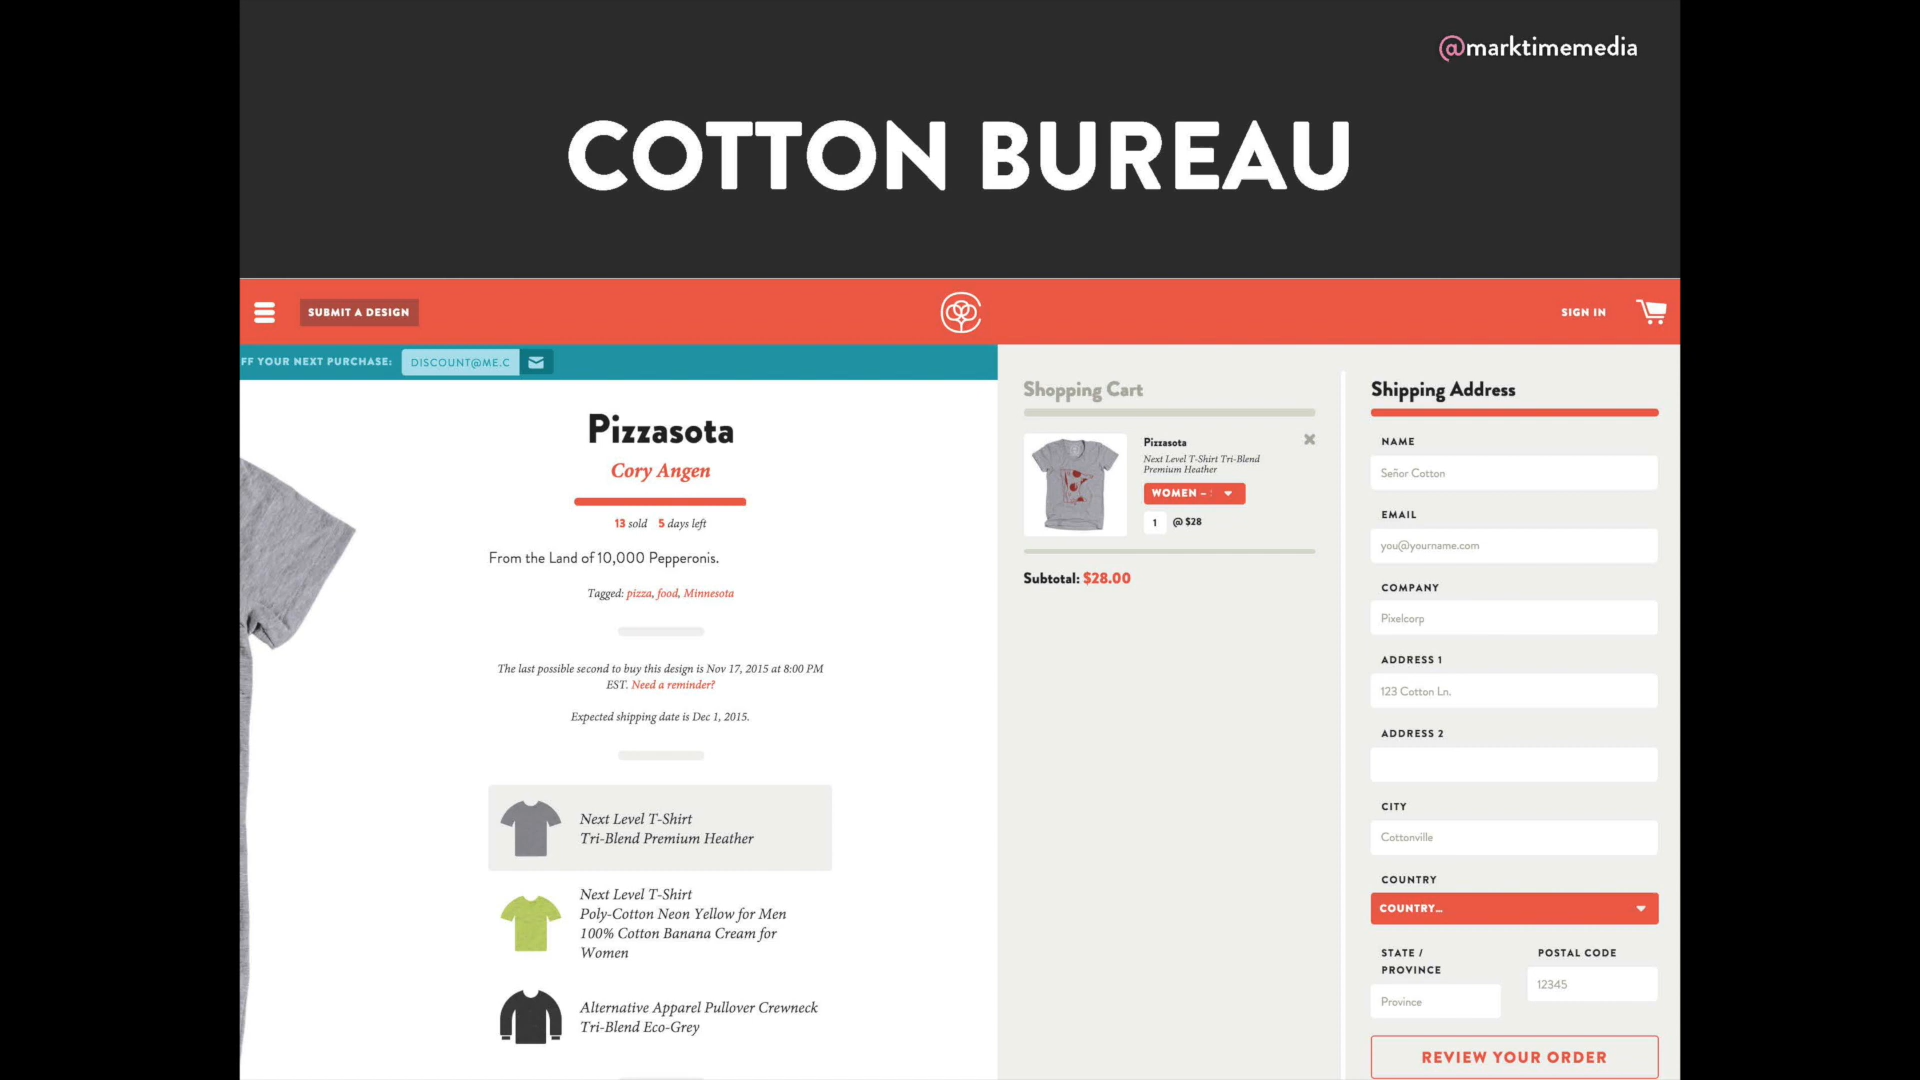 @marktimemedia
COTTON BUREAU
SUBMIT A DESIGN
SIGN IN
FF YOUR NEXT PURCHASE:
DISCOUNT@ME.C
Pizzasota
Cory Angen
13 sold 5 days left
From the Land of 10,000 Pepperonis.
Tagged: pizza, food, Minnesota
The last possible second to buy this design is Nov 17, 2015 at 8:00 PM
EST. Need a reminder?
Expected shipping date is Dec 1, 2015.
Next Level T-Shirt
Tri-Blend Premium Heather
Next Level T-Shirt
Poly-Cotton Neon Yellow for Men
100% Cotton Banana Cream for
Women
Alternative Apparel Pullover Crewneck
Tri-Blend Eco-Grey
Shopping Cart
Pizzasota
Next Level T-Shirt Tri-Blend
Premium Heather
WOMEN –
1 @ $28
Subtotal: $28.00
Shipping Address
NAME
Señor Cotton
EMAIL
you@yourname.com
COMPANY
Pixelcorp
ADDRESS 1
123 Cotton Ln.
ADDRESS 2
CITY
Cottonville
COUNTRY
COUNTRY...
STATE /
PROVINCE
Province
POSTAL CODE
12345
REVIEW YOUR ORDER